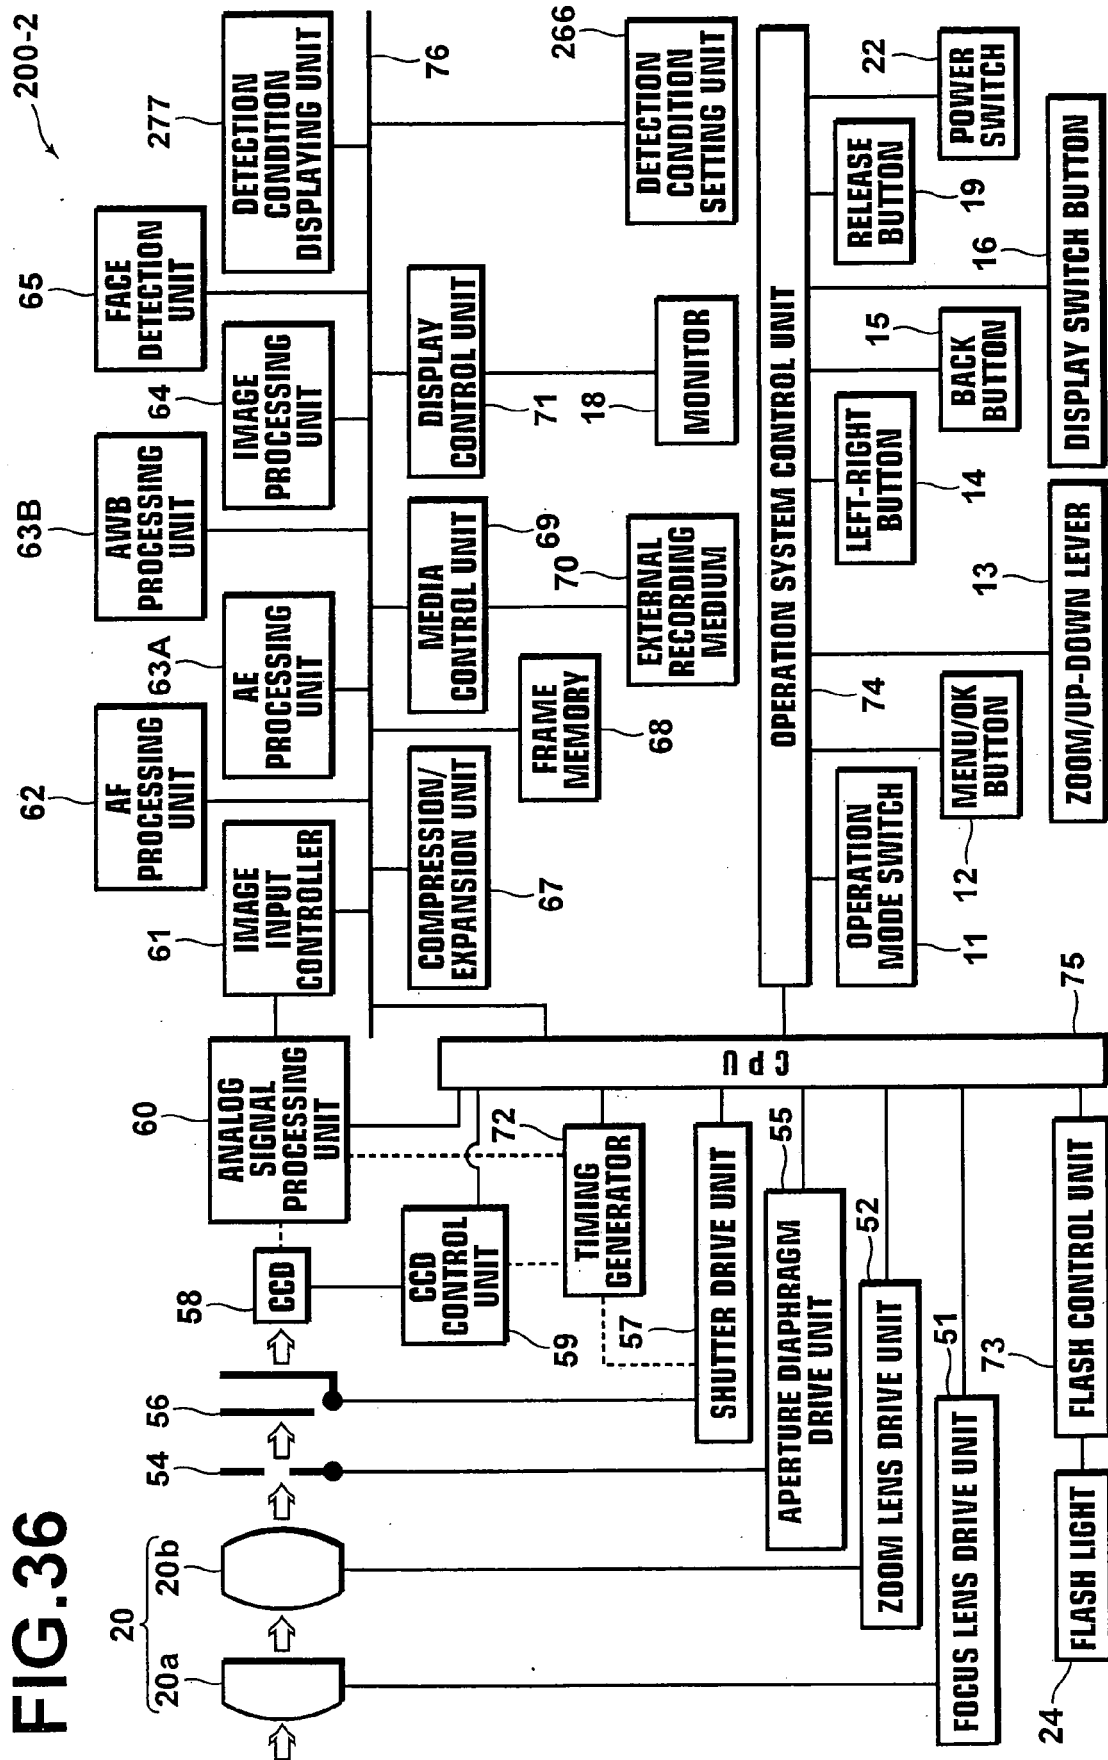 FIG.36
200-2
20
20a
20b
54
56
58
CCD
60
ANALOG
SIGNAL
PROCESSING
UNIT
61
IMAGE
INPUT
CONTROLLER
62
AF
PROCESSING
UNIT
63A
AE
PROCESSING
UNIT
63B
AWB
PROCESSING
UNIT
64
IMAGE
PROCESSING
UNIT
65
FACE
DETECTION
UNIT
277
DETECTION
CONDITION
DISPLAYING UNIT
76
CCD
CONTROL
UNIT
59
72
TIMING
GENERATOR
57
SHUTTER DRIVE UNIT
55
APERTURE DIAPHRAGM
DRIVE UNIT
52
ZOOM LENS DRIVE UNIT
51
FOCUS LENS DRIVE UNIT
73
FLASH CONTROL UNIT
24
FLASH LIGHT
CPU
75
COMPRESSION/
EXPANSION UNIT
67
FRAME
MEMORY
68
MEDIA
CONTROL UNIT
69
70
EXTERNAL
RECORDING
MEDIUM
DISPLAY
CONTROL UNIT
71
18
MONITOR
266
DETECTION
CONDITION
SETTING UNIT
OPERATION SYSTEM CONTROL UNIT
74
OPERATION
MODE SWITCH
11
MENU/OK
BUTTON
12
ZOOM/UP-DOWN LEVER
13
LEFT-RIGHT
BUTTON
14
BACK
BUTTON
15
DISPLAY SWITCH BUTTON
16
RELEASE
BUTTON
19
POWER
SWITCH
22